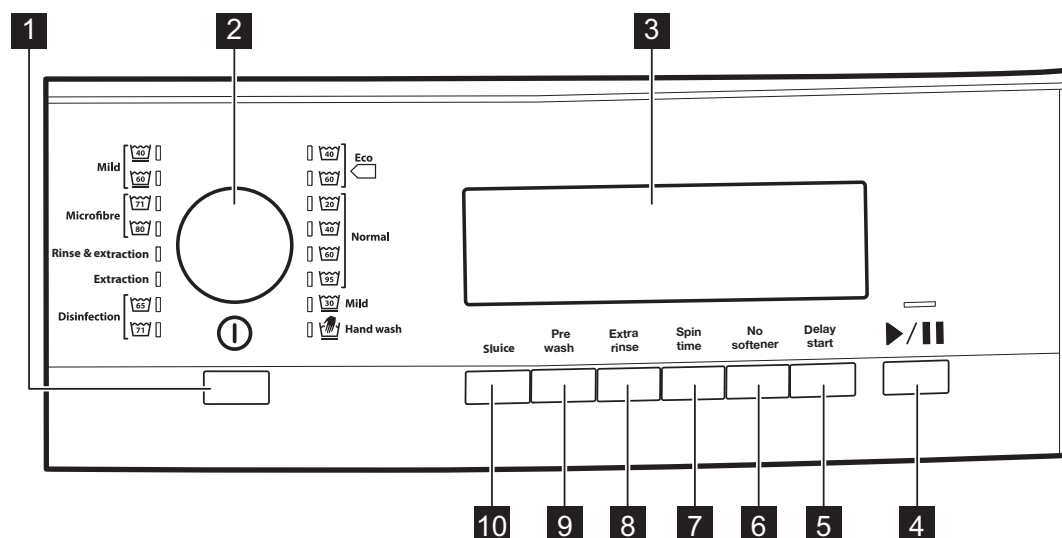 1
2
3
40
Mild
60
71
Microfibre
80
Rinse & extraction
Extraction
65
Disinfection
71
40
Eco
60
20
40
Normal
60
95
30 Mild
Hand wash
Sluice
Pre
wash
Extra
rinse
Spin
time
No
softener
Delay
start
10
9
8
7
6
5
4